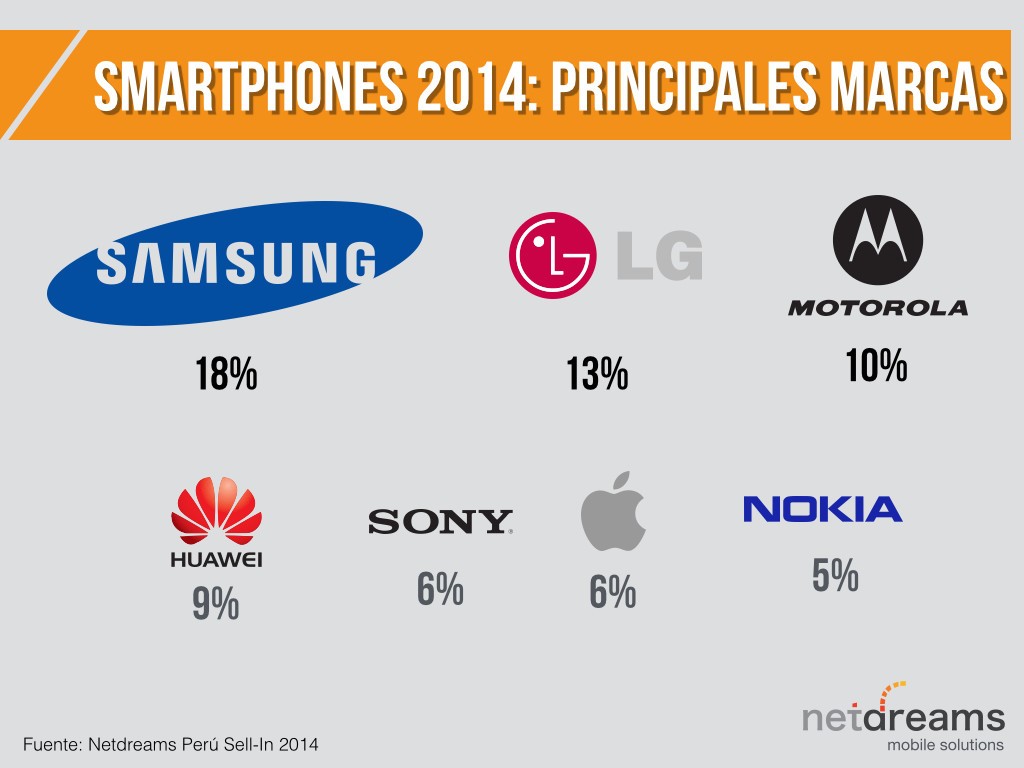 SMARTPHONES 2014: PRINCIPALES MARCAS
SAMSUNG
LG
LG
MOTOROLA
18%
13%
10%
HUAWEI
SONY®
NOKIA
9%
6%
6%
5%
netdreams
mobile solutions
Fuente: Netdreams Perú Sell-In 2014